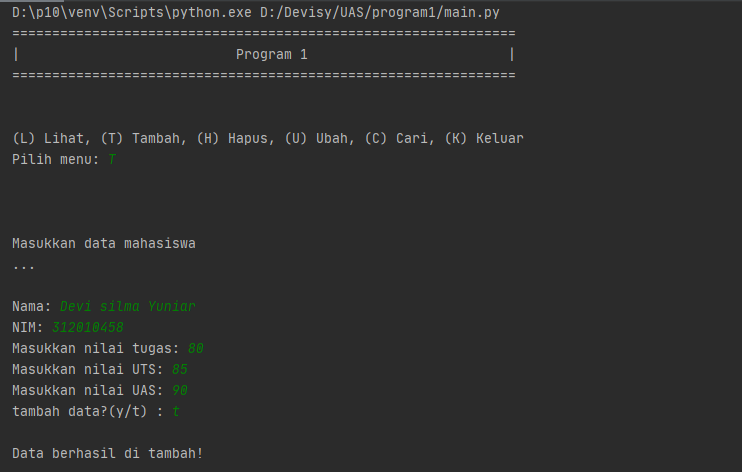 D:\p10\venv\Scripts\python.exe D:/Devisy/UAS/program1/main.py
===============================================================
|                           Program 1                         |
===============================================================
(L) Lihat, (T) Tambah, (H) Hapus, (U) Ubah, (C) Cari, (K) Keluar
Pilih menu: T
Masukkan data mahasiswa
...
Nama: Devi silma Yuniar
NIM: 312010458
Masukkan nilai tugas: 80
Masukkan nilai UTS: 85
Masukkan nilai UAS: 90
tambah data?(y/t) : t
Data berhasil di tambah!